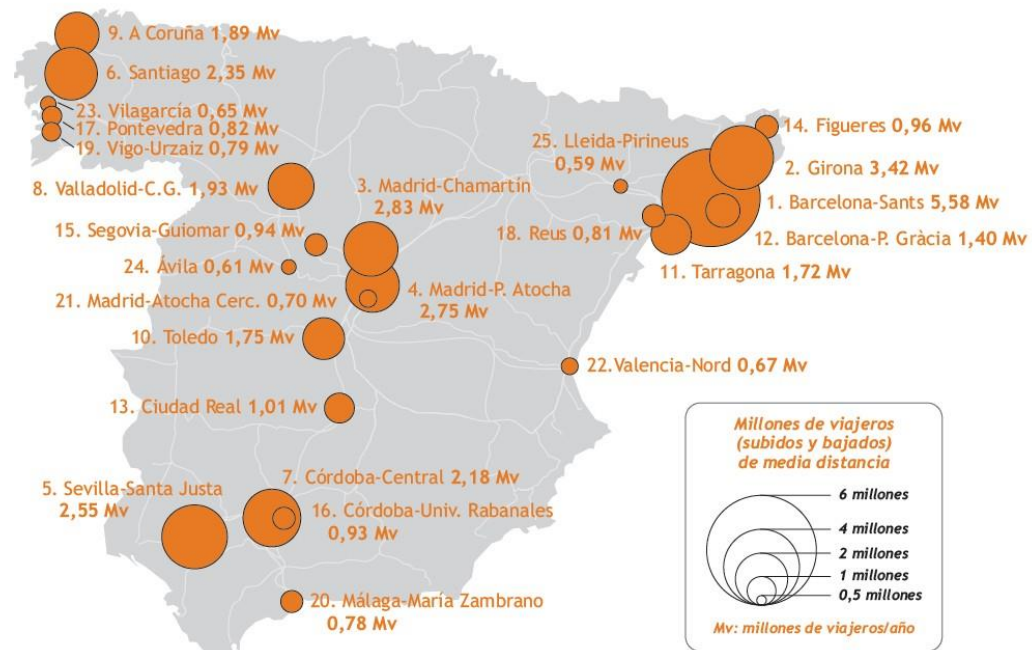 9. A Coruña 1,89 Mv
6. Santiago 2,35 Mv
23. Vilagarcía 0,65 Mv
17. Pontevedra 0,82 Mv
19. Vigo-Urzaiz 0,79 Mv
8. Valladolid-C.G. 1,93 Mv
3. Madrid-Chamartín
2,83 Mv
15. Segovia-Guiomar 0,94 Mv
24. Ávila 0,61 Mv
21. Madrid-Atocha Cerc. 0,70 Mv
4. Madrid-P. Atocha
2,75 Mv
10. Toledo 1,75 Mv
13. Ciudad Real 1,01 Mv
25. Lleida-Pirineus
0,59 Mv
14. Figueres 0,96 Mv
2. Girona 3,42 Mv
1. Barcelona-Sants 5,58 Mv
18. Reus 0,81 Mv
12. Barcelona-P. Gràcia 1,40 Mv
11. Tarragona 1,72 Mv
22.Valencia-Nord 0,67 Mv
5. Sevilla-Santa Justa
2,55 Mv
7. Córdoba-Central 2,18 Mv
16. Córdoba-Univ. Rabanales
0,93 Mv
20. Málaga-María Zambrano
0,78 Mv
Millones de viajeros
(subidos y bajados)
de media distancia
6 millones
4 millones
2 millones
1 millones
0,5 millones
Mv: millones de viajeros/año